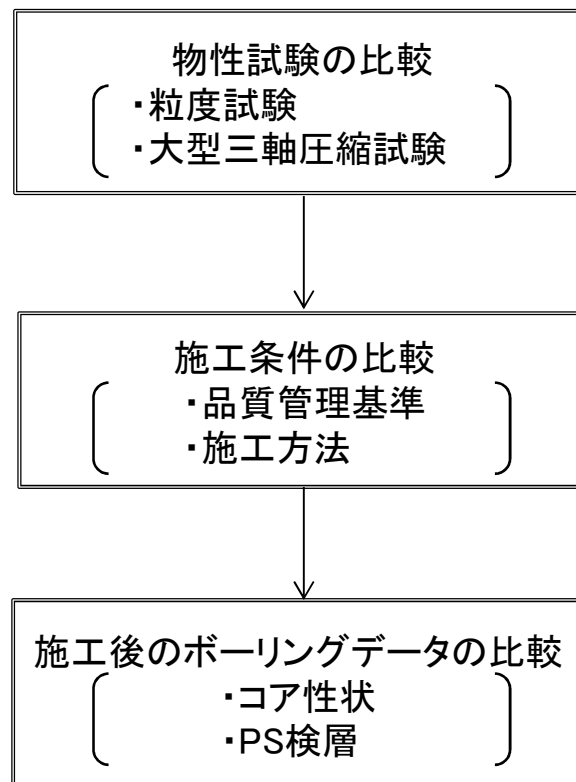 物性試験の比較
・粒度試験
・大型三軸圧縮試験
施工条件の比較
・品質管理基準
・施工方法
施工後のボーリングデータの比較
・コア性状
・PS検層